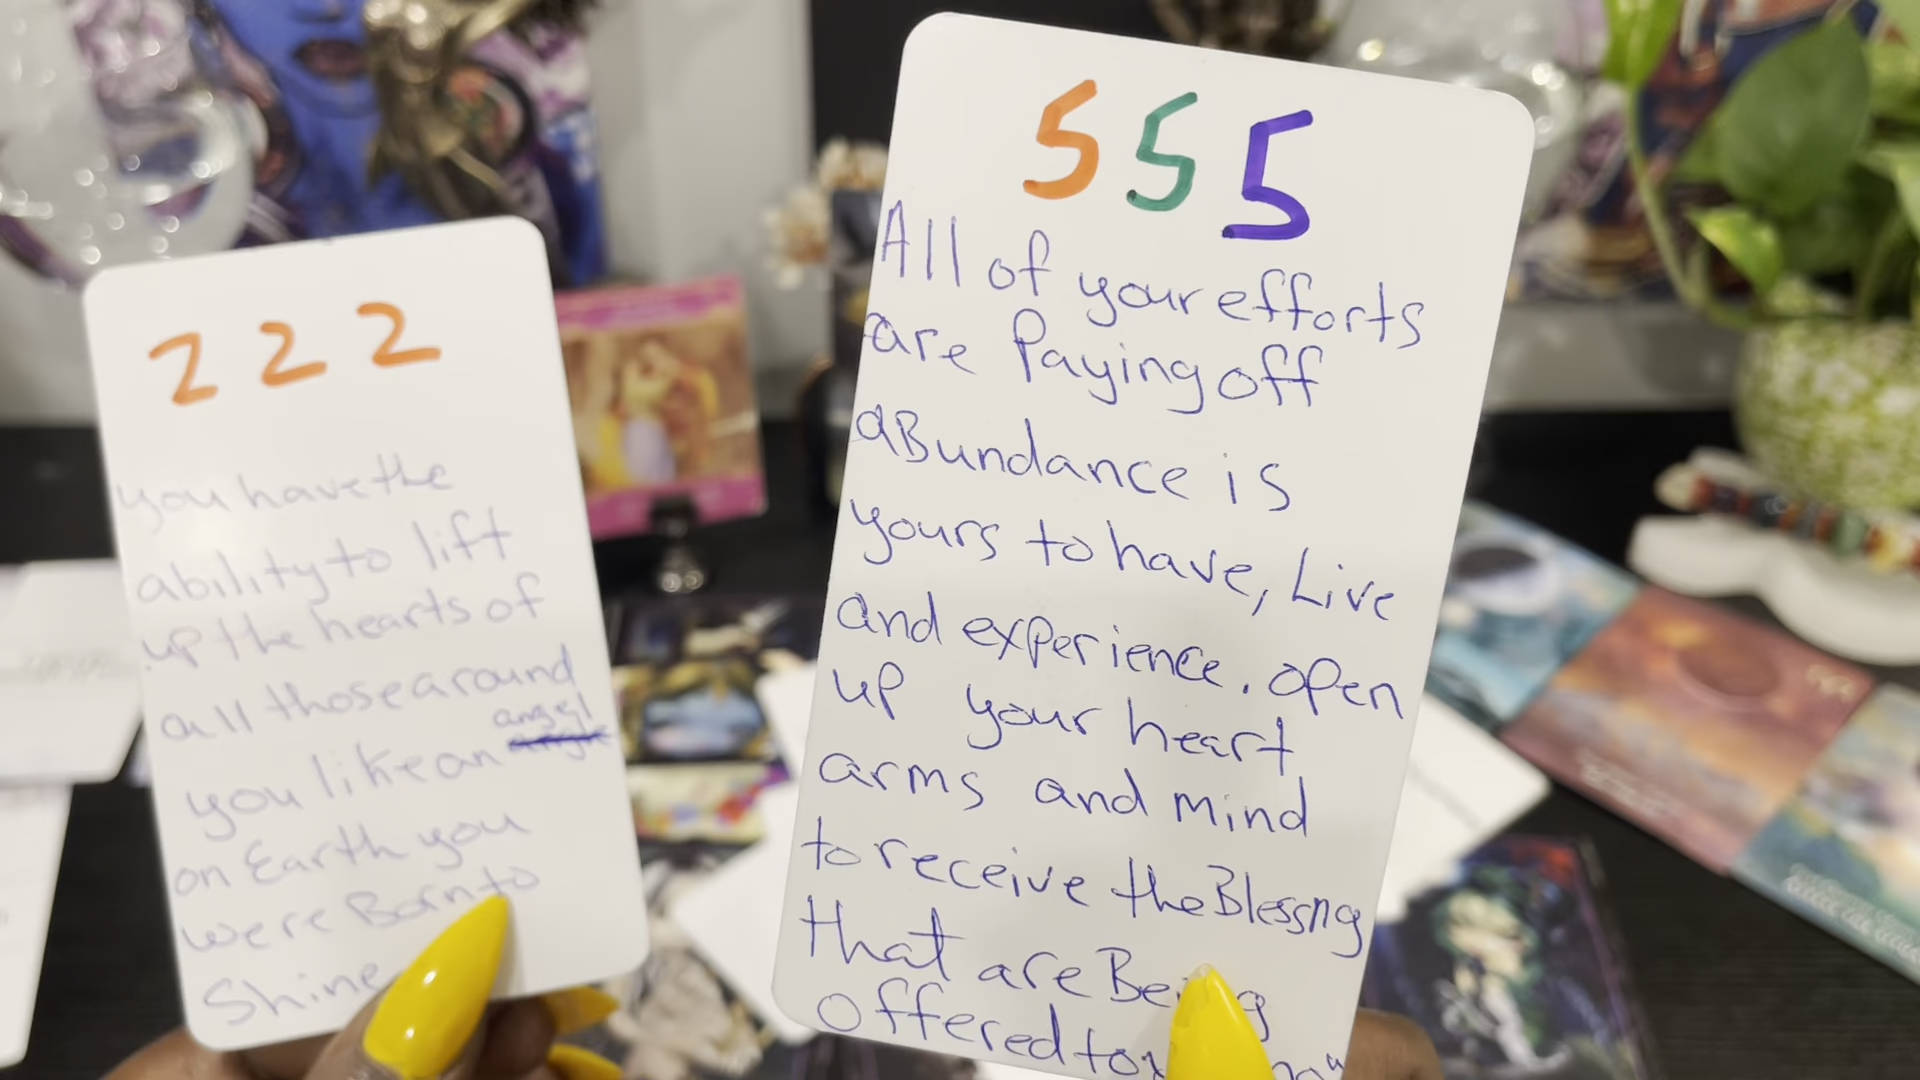 222
you have the
ability to lift
up the hearts of
all those around
angel
you like an
on Earth you
were Born to
Shine
555
All of your efforts
are Paying off
aBundance is
yours to have, Live
and experience. open
up your heart
arms and mind
to receive the Blessng
that are Being
offered to